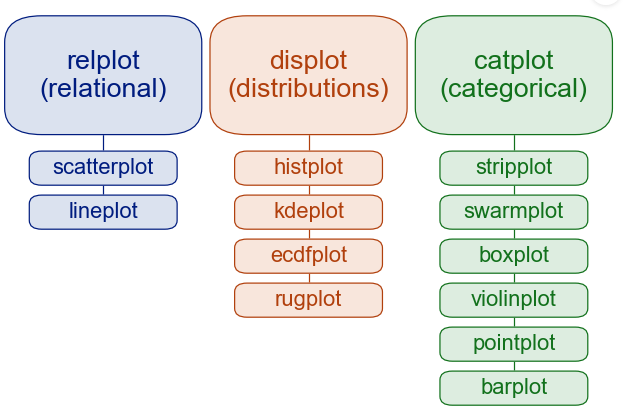 relplot
(relational)
scatterplot
lineplot
displot
(distributions)
histplot
kdeplot
ecdfplot
rugplot
catplot
(categorical)
stripplot
swarmplot
boxplot
violinplot
pointplot
barplot